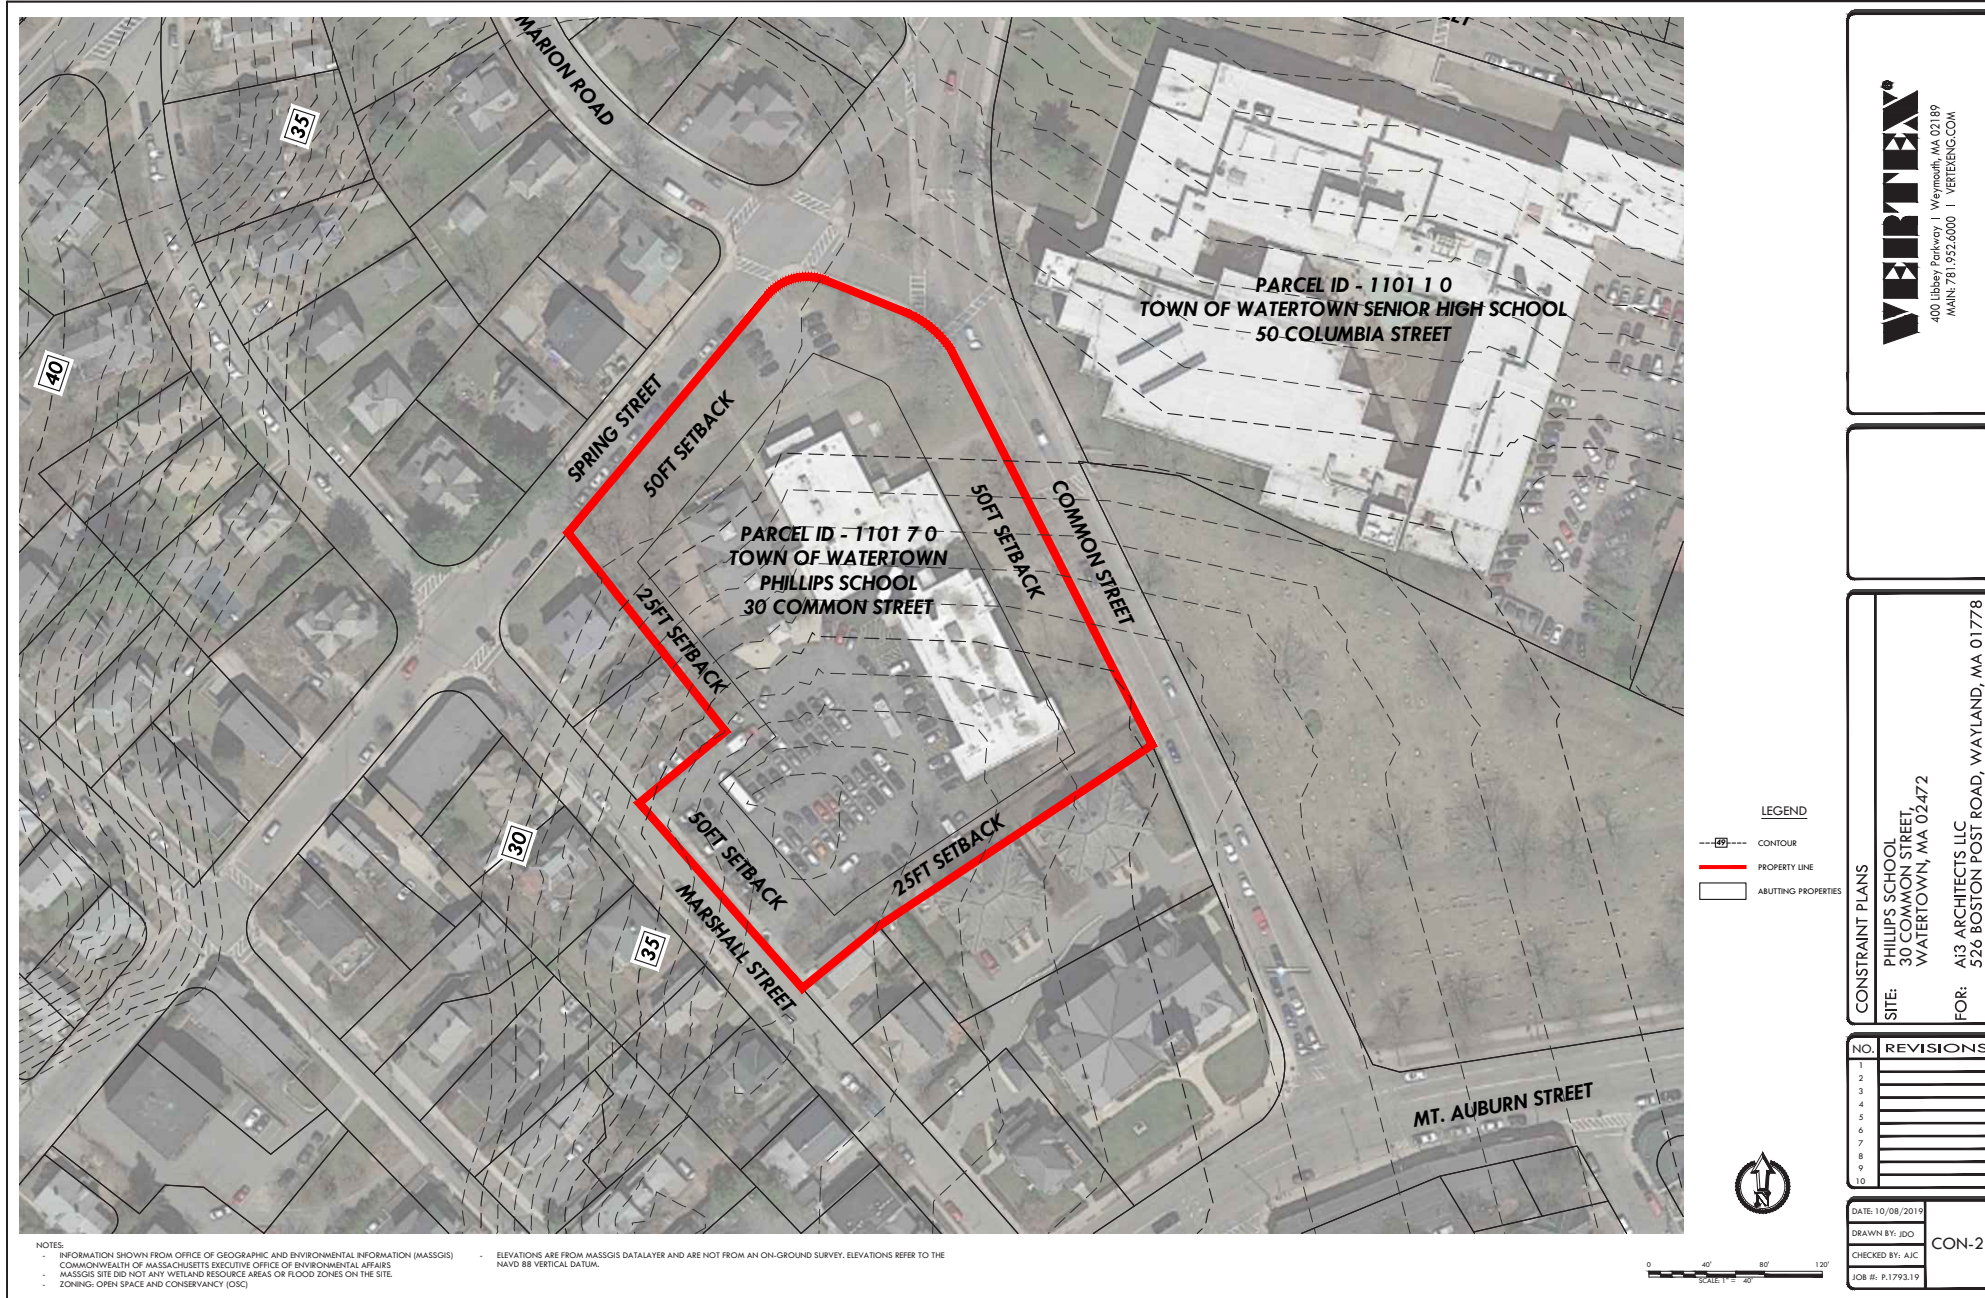 MARION ROAD
35
40
SPRING STREET
50FT SETBACK
PARCEL ID - 1101 1 0
TOWN OF WATERTOWN SENIOR HIGH SCHOOL
50 COLUMBIA STREET
PARCEL ID - 1101 7 0
TOWN OF WATERTOWN
PHILLIPS SCHOOL
30 COMMON STREET
50FT SETBACK
COMMON STREET
25FT SETBACK
50FT SETBACK
25FT SETBACK
30
35
MARSHALL STREET
MT. AUBURN STREET
LEGEND
49
CONTOUR
PROPERTY LINE
ABUTTING PROPERTIES
N
0 40' 80' 120'
SCALE: 1" = 40'
NOTES:
- INFORMATION SHOWN FROM OFFICE OF GEOGRAPHIC AND ENVIRONMENTAL INFORMATION (MASSGIS)
COMMONWEALTH OF MASSACHUSETTS EXECUTIVE OFFICE OF ENVIRONMENTAL AFFAIRS
- MASSGIS SITE DID NOT ANY WETLAND RESOURCE AREAS OR FLOOD ZONES ON THE SITE.
- ZONING: OPEN SPACE AND CONSERVANCY (OSC)
- ELEVATIONS ARE FROM MASSGIS DATALAYER AND ARE NOT FROM AN ON-GROUND SURVEY. ELEVATIONS REFER TO THE
NAVD 88 VERTICAL DATUM.
VERTEX®
400 Libbey Parkway | Weymouth, MA 02189
MAIN: 781.952.6000 | VERTEXENG.COM
CONSTRAINT PLANS
SITE: PHILLIPS SCHOOL
30 COMMON STREET,
WATERTOWN, MA 02472
FOR: Ai3 ARCHITECTS LLC
526 BOSTON POST ROAD, WAYLAND, MA 01778
NO. REVISIONS
1
2
3
4
5
6
7
8
9
10
DATE: 10/08/2019
DRAWN BY: JDO
CHECKED BY: AJC
JOB #: P.1793.19
CON-2